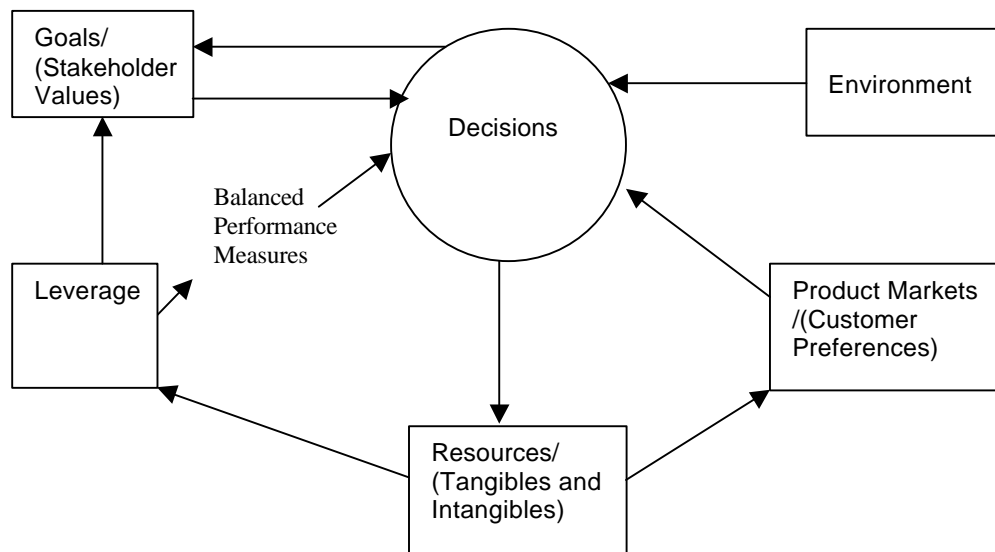 Goals/
(Stakeholder
Values)
Decisions
Environment
Balanced
Performance
Measures
Leverage
Product Markets
/(Customer
Preferences)
Resources/
(Tangibles and
Intangibles)